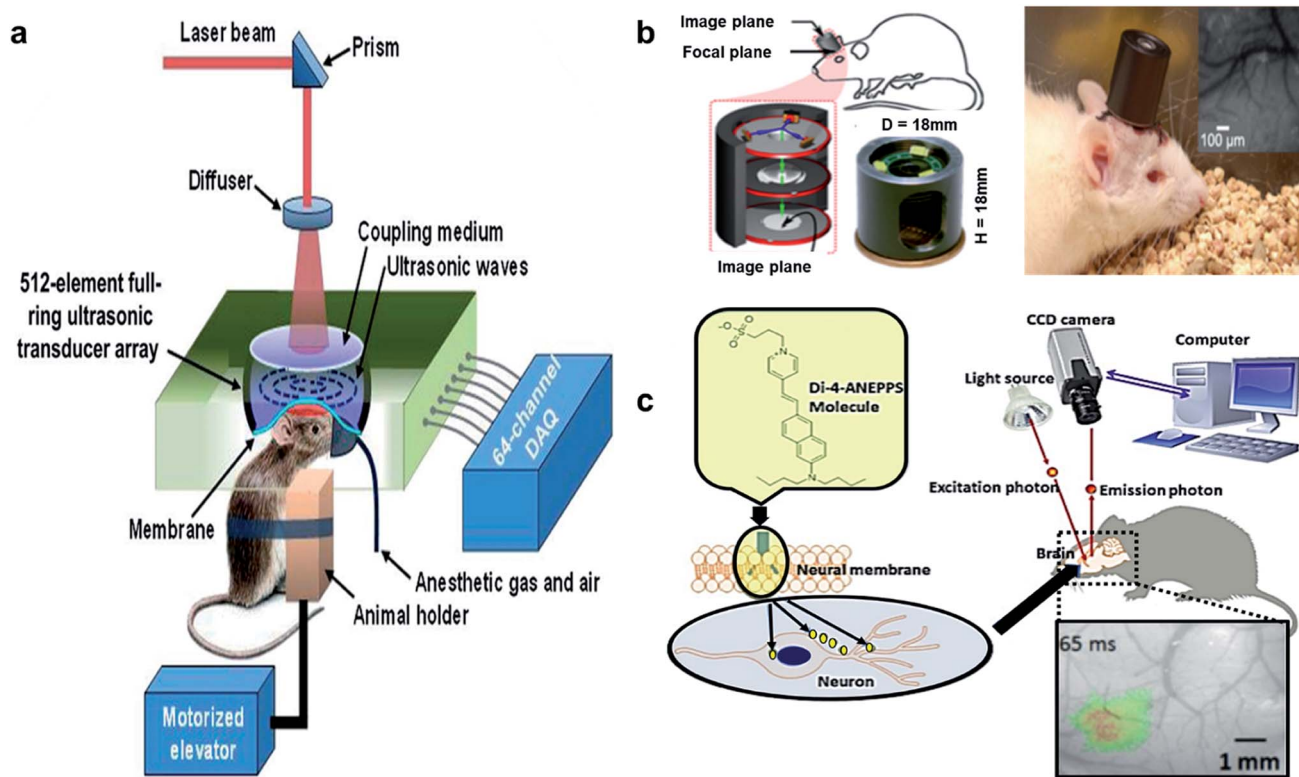 a
Laser beam
Prism
Diffuser
Coupling medium
Ultrasonic waves
512-element full-
ring ultrasonic
transducer array
64-channel
DAQ
Membrane
Anesthetic gas and air
Animal holder
Motorized
elevator
b
Image plane
Focal plane
D = 18mm
H = 18mm
Image plane
100 µm
c
Di-4-ANEPPS
Molecule
O
S
O
O
N
N
Neural membrane
Neuron
CCD camera
Computer
Light source
Excitation photon
Emission photon
Brain
65 ms
1 mm